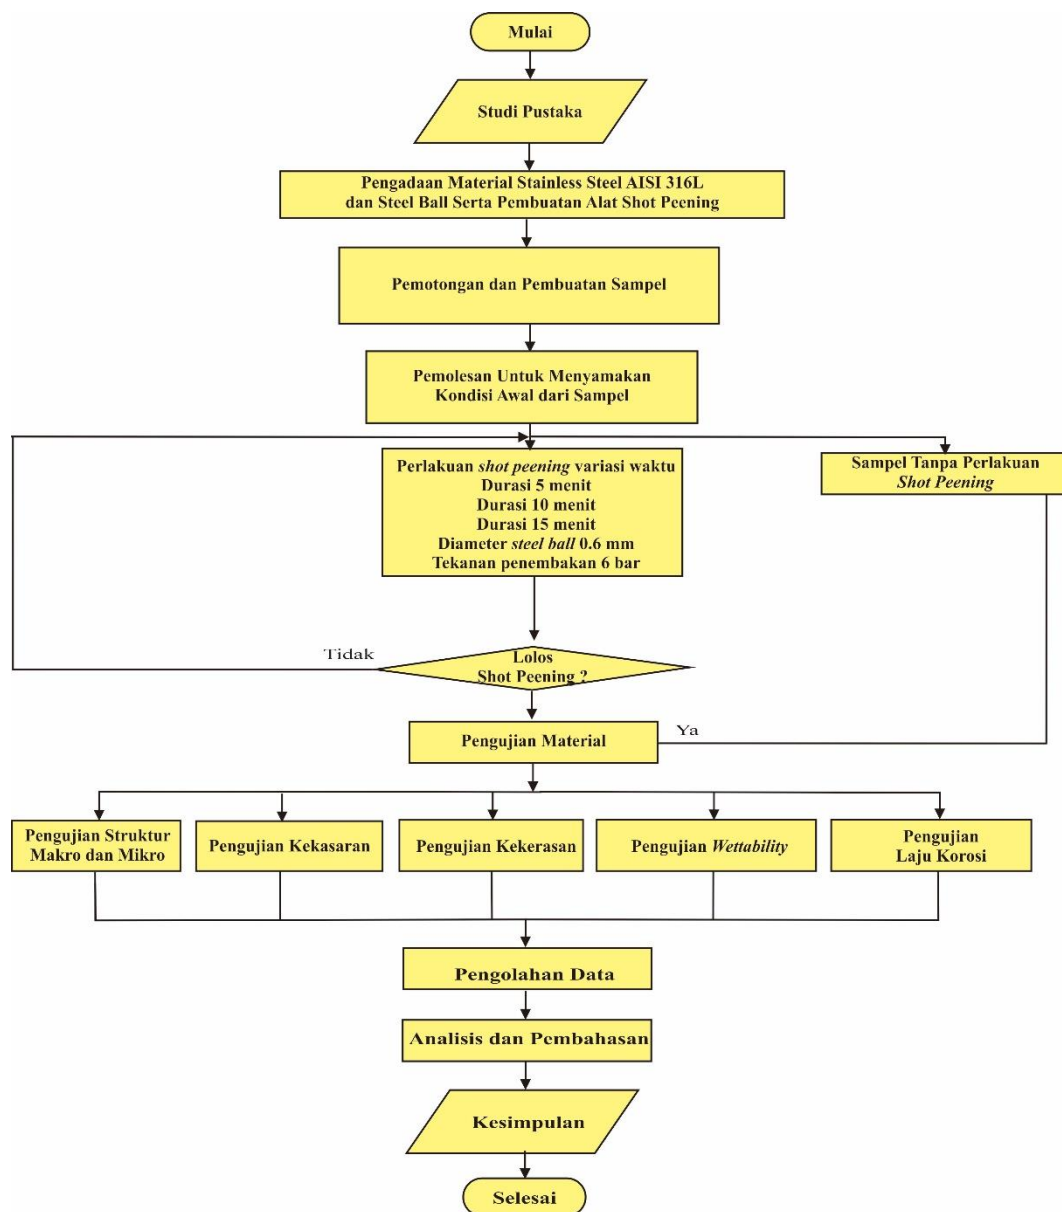 Mulai
Studi Pustaka
Pengadaan Material Stainless Steel AISI 316L
dan Steel Ball Serta Pembuatan Alat Shot Peening
Pemotongan dan Pembuatan Sampel
Pemolesan Untuk Menyamakan
Kondisi Awal dari Sampel
Perlakuan shot peening variasi waktu
Durasi 5 menit
Durasi 10 menit
Durasi 15 menit
Diameter steel ball 0.6 mm
Tekanan penembakan 6 bar
Sampel Tanpa Perlakuan
Shot Peening
Tidak
Lolos
Shot Peening ?
Pengujian Material
Ya
Pengujian Struktur
Makro dan Mikro
Pengujian Kekasaran
Pengujian Kekerasan
Pengujian Wettability
Pengujian
Laju Korosi
Pengolahan Data
Analisis dan Pembahasan
Kesimpulan
Selesai